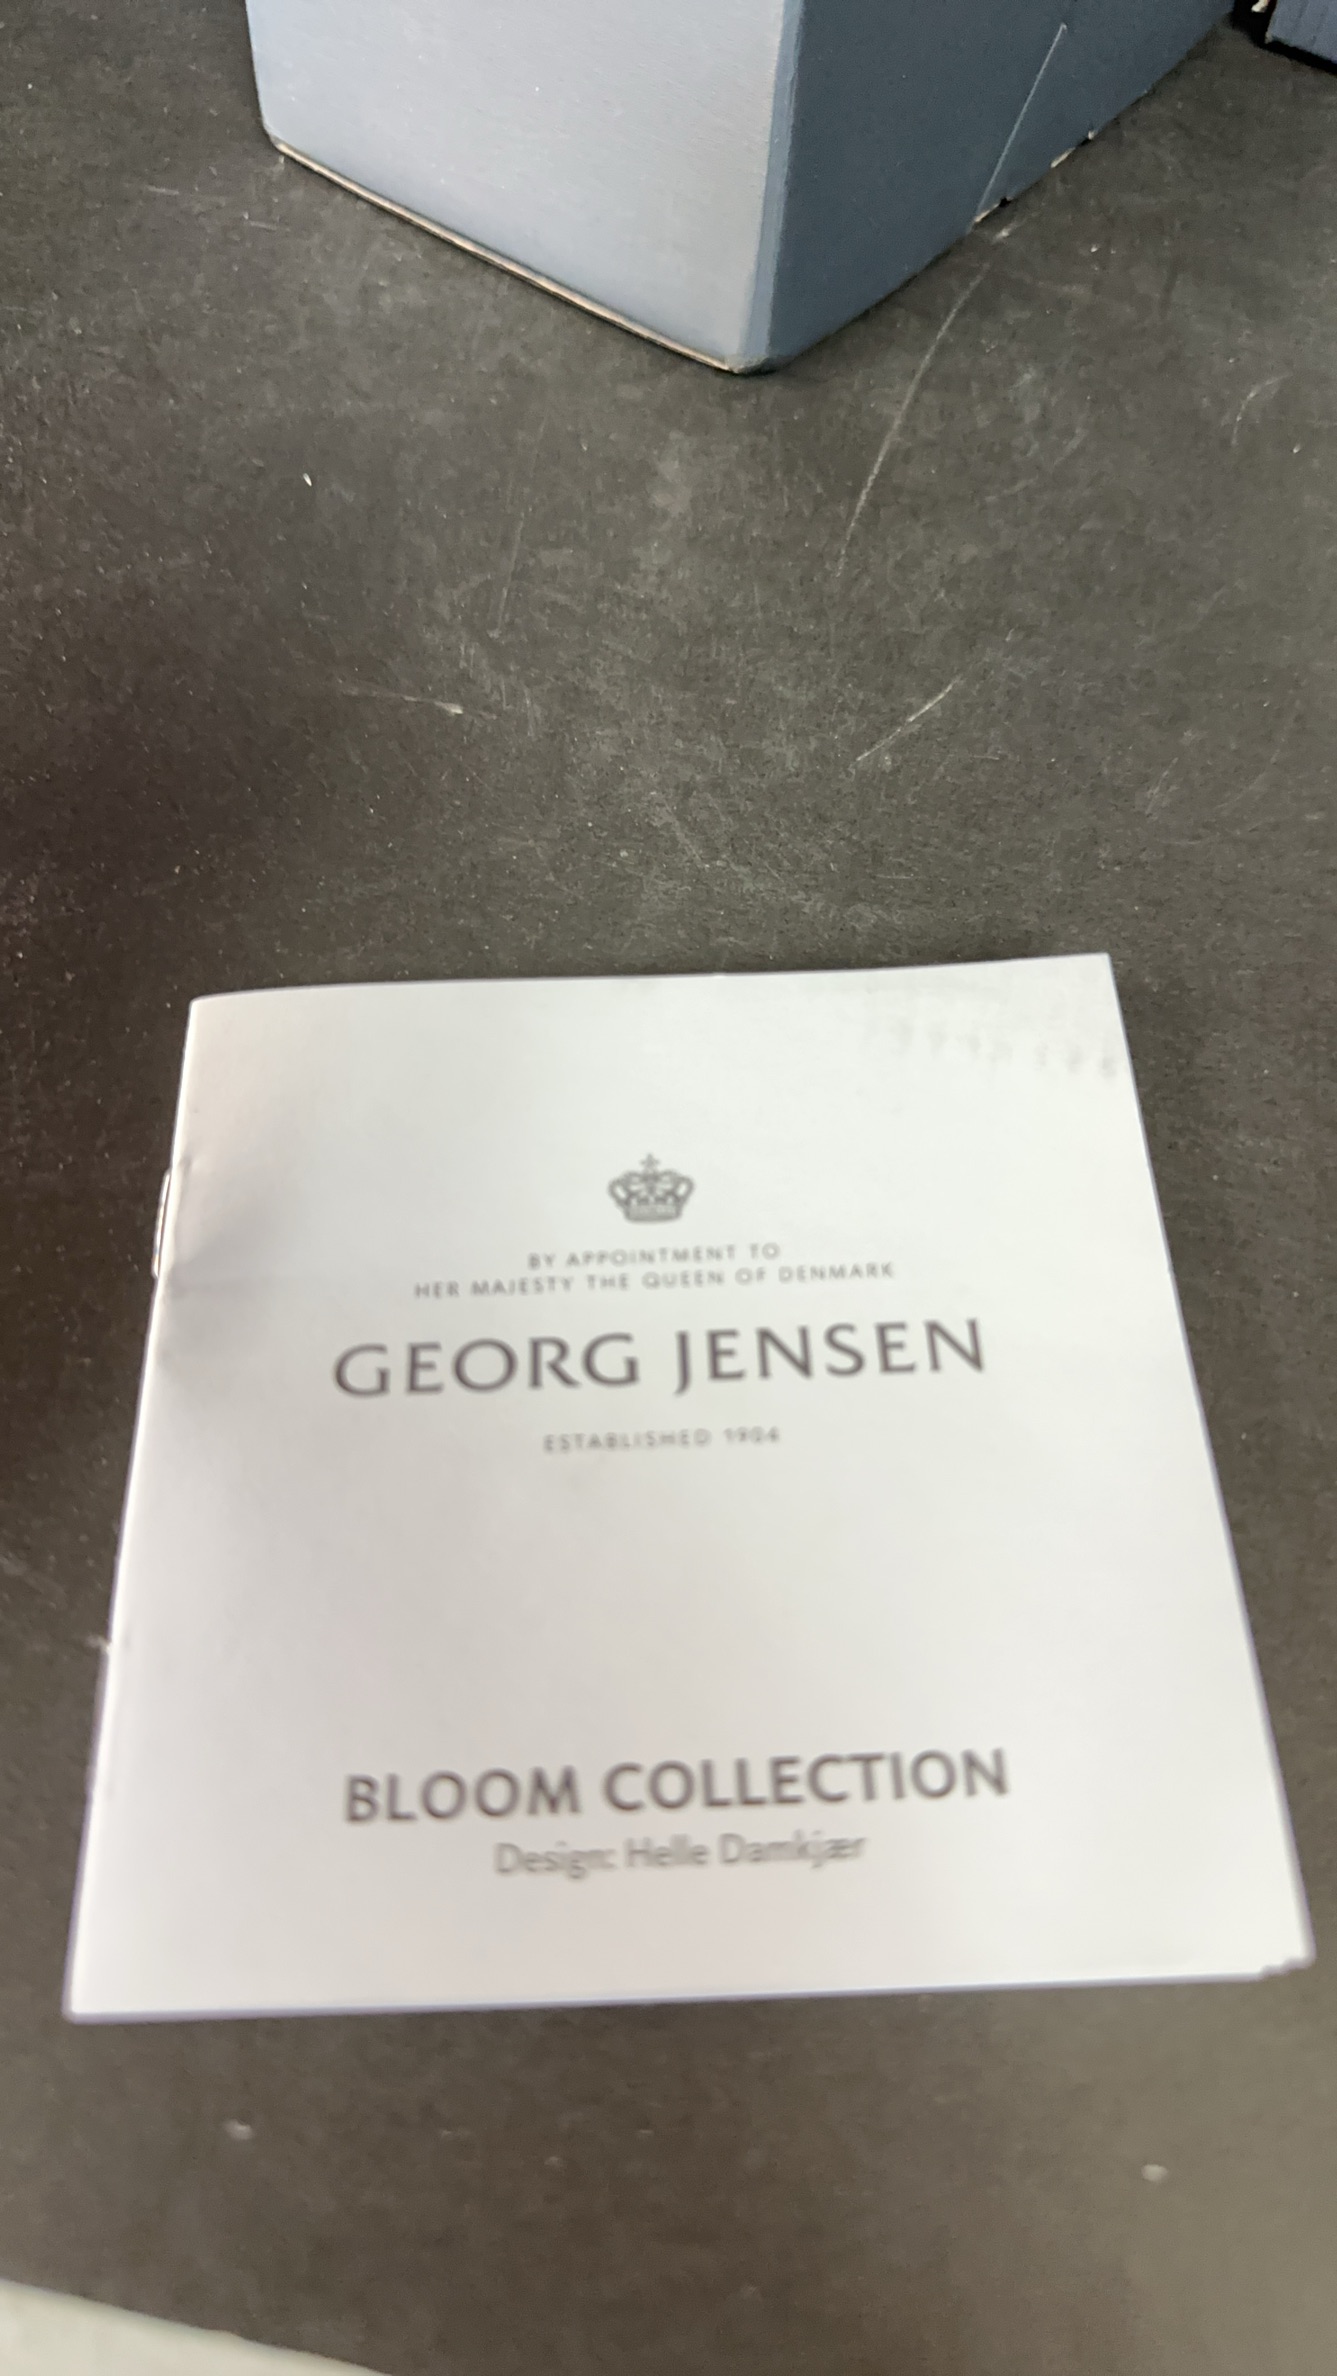 BY APPOINTMENT TO
HER MAJESTY THE QUEEN OF DENMARK
GEORG JENSEN
ESTABLISHED 1904
BLOOM COLLECTION
Design: Helle Damkjær